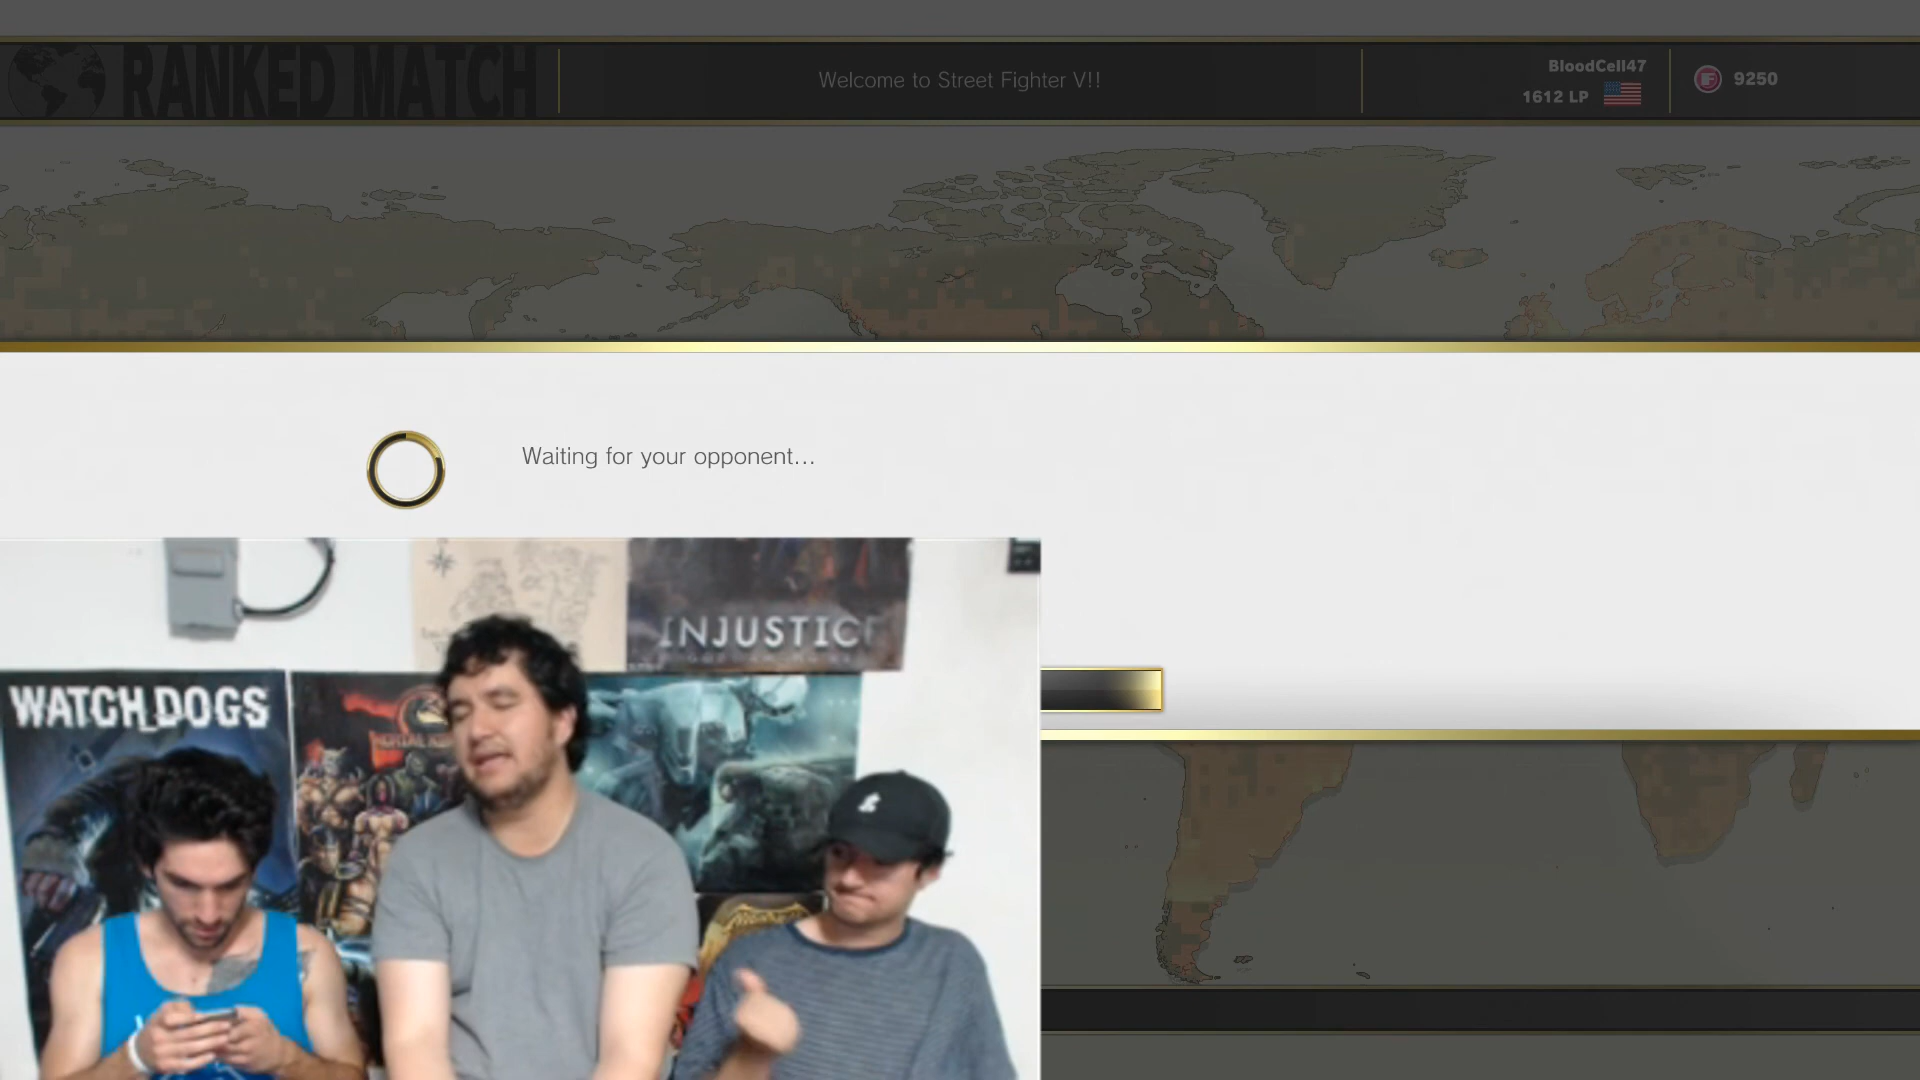 RANKED MATCH
Welcome to Street Fighter V!!
BloodCell47
1612 LP
F 9250
Waiting for your opponent...
INJUSTICE
WATCH_DOGS